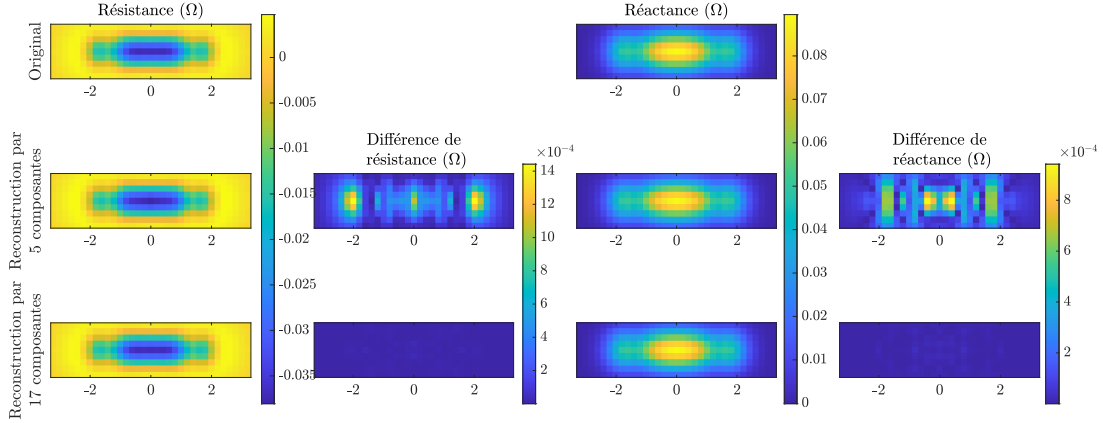 Résistance (Ω)
Réactance (Ω)
Original
-2 0 2
-2 0 2
Différence de
résistance (Ω)
Différence de
réactance (Ω)
×10⁻⁴
×10⁻⁴
Reconstruction par
5 composantes
-2 0 2
-2 0 2
-2 0 2
-2 0 2
Reconstruction par
17 composantes
-2 0 2
-2 0 2
-2 0 2
-2 0 2
0
-0.005
-0.01
-0.015
-0.02
-0.025
-0.03
-0.035
14
12
10
8
6
4
2
0.08
0.07
0.06
0.05
0.04
0.03
0.02
0.01
0
8
6
4
2